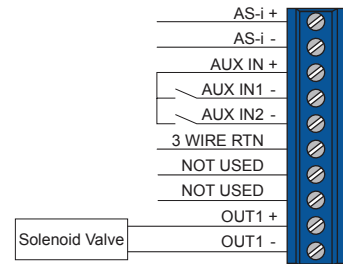 AS-i +
AS-i -
AUX IN +
AUX IN1 -
AUX IN2 -
3 WIRE RTN
NOT USED
NOT USED
OUT1 +
Solenoid Valve
OUT1 -